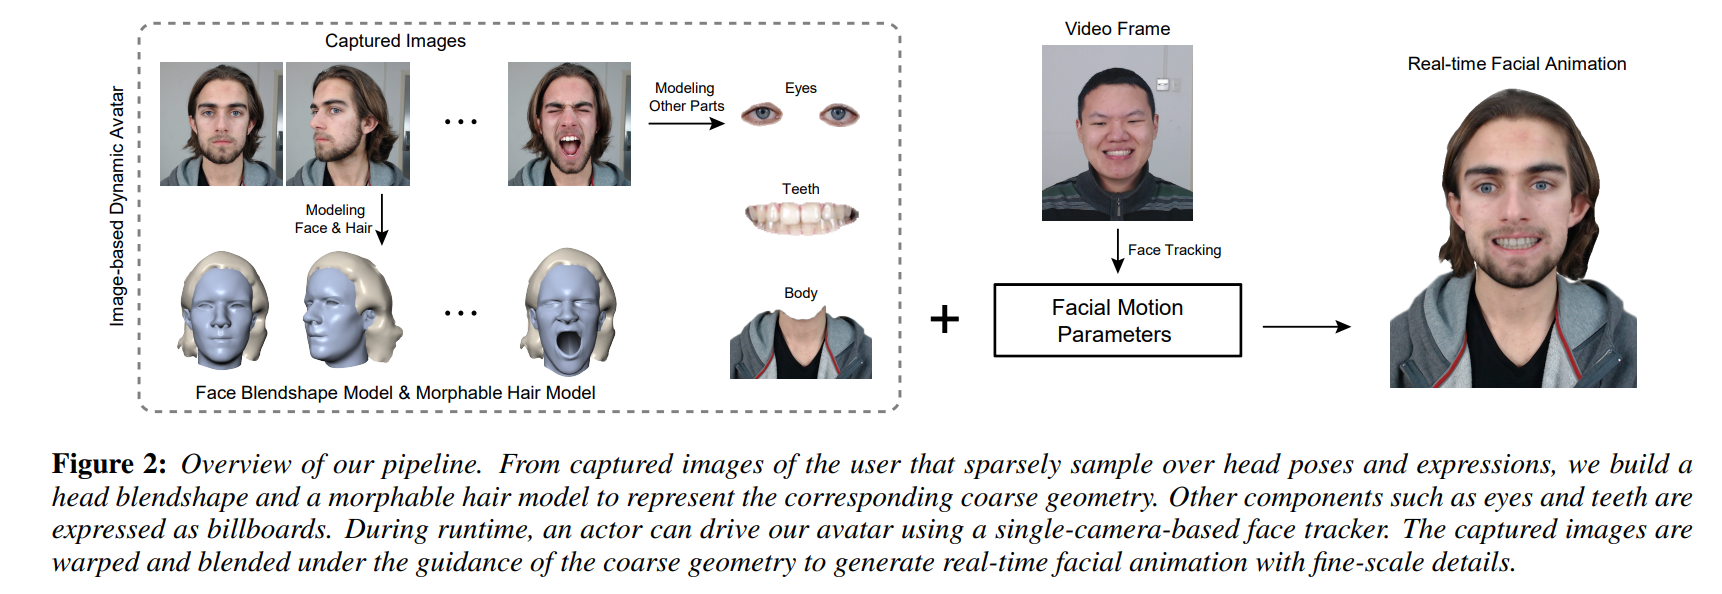 Image-based Dynamic Avatar
Captured Images
Modeling
Other Parts
Eyes
Teeth
Body
Modeling
Face & Hair
Face Blendshape Model & Morphable Hair Model
+
Video Frame
Face Tracking
Facial Motion
Parameters
Real-time Facial Animation
Figure 2: Overview of our pipeline. From captured images of the user that sparsely sample over head poses and expressions, we build a
head blendshape and a morphable hair model to represent the corresponding coarse geometry. Other components such as eyes and teeth are
expressed as billboards. During runtime, an actor can drive our avatar using a single-camera-based face tracker. The captured images are
warped and blended under the guidance of the coarse geometry to generate real-time facial animation with fine-scale details.